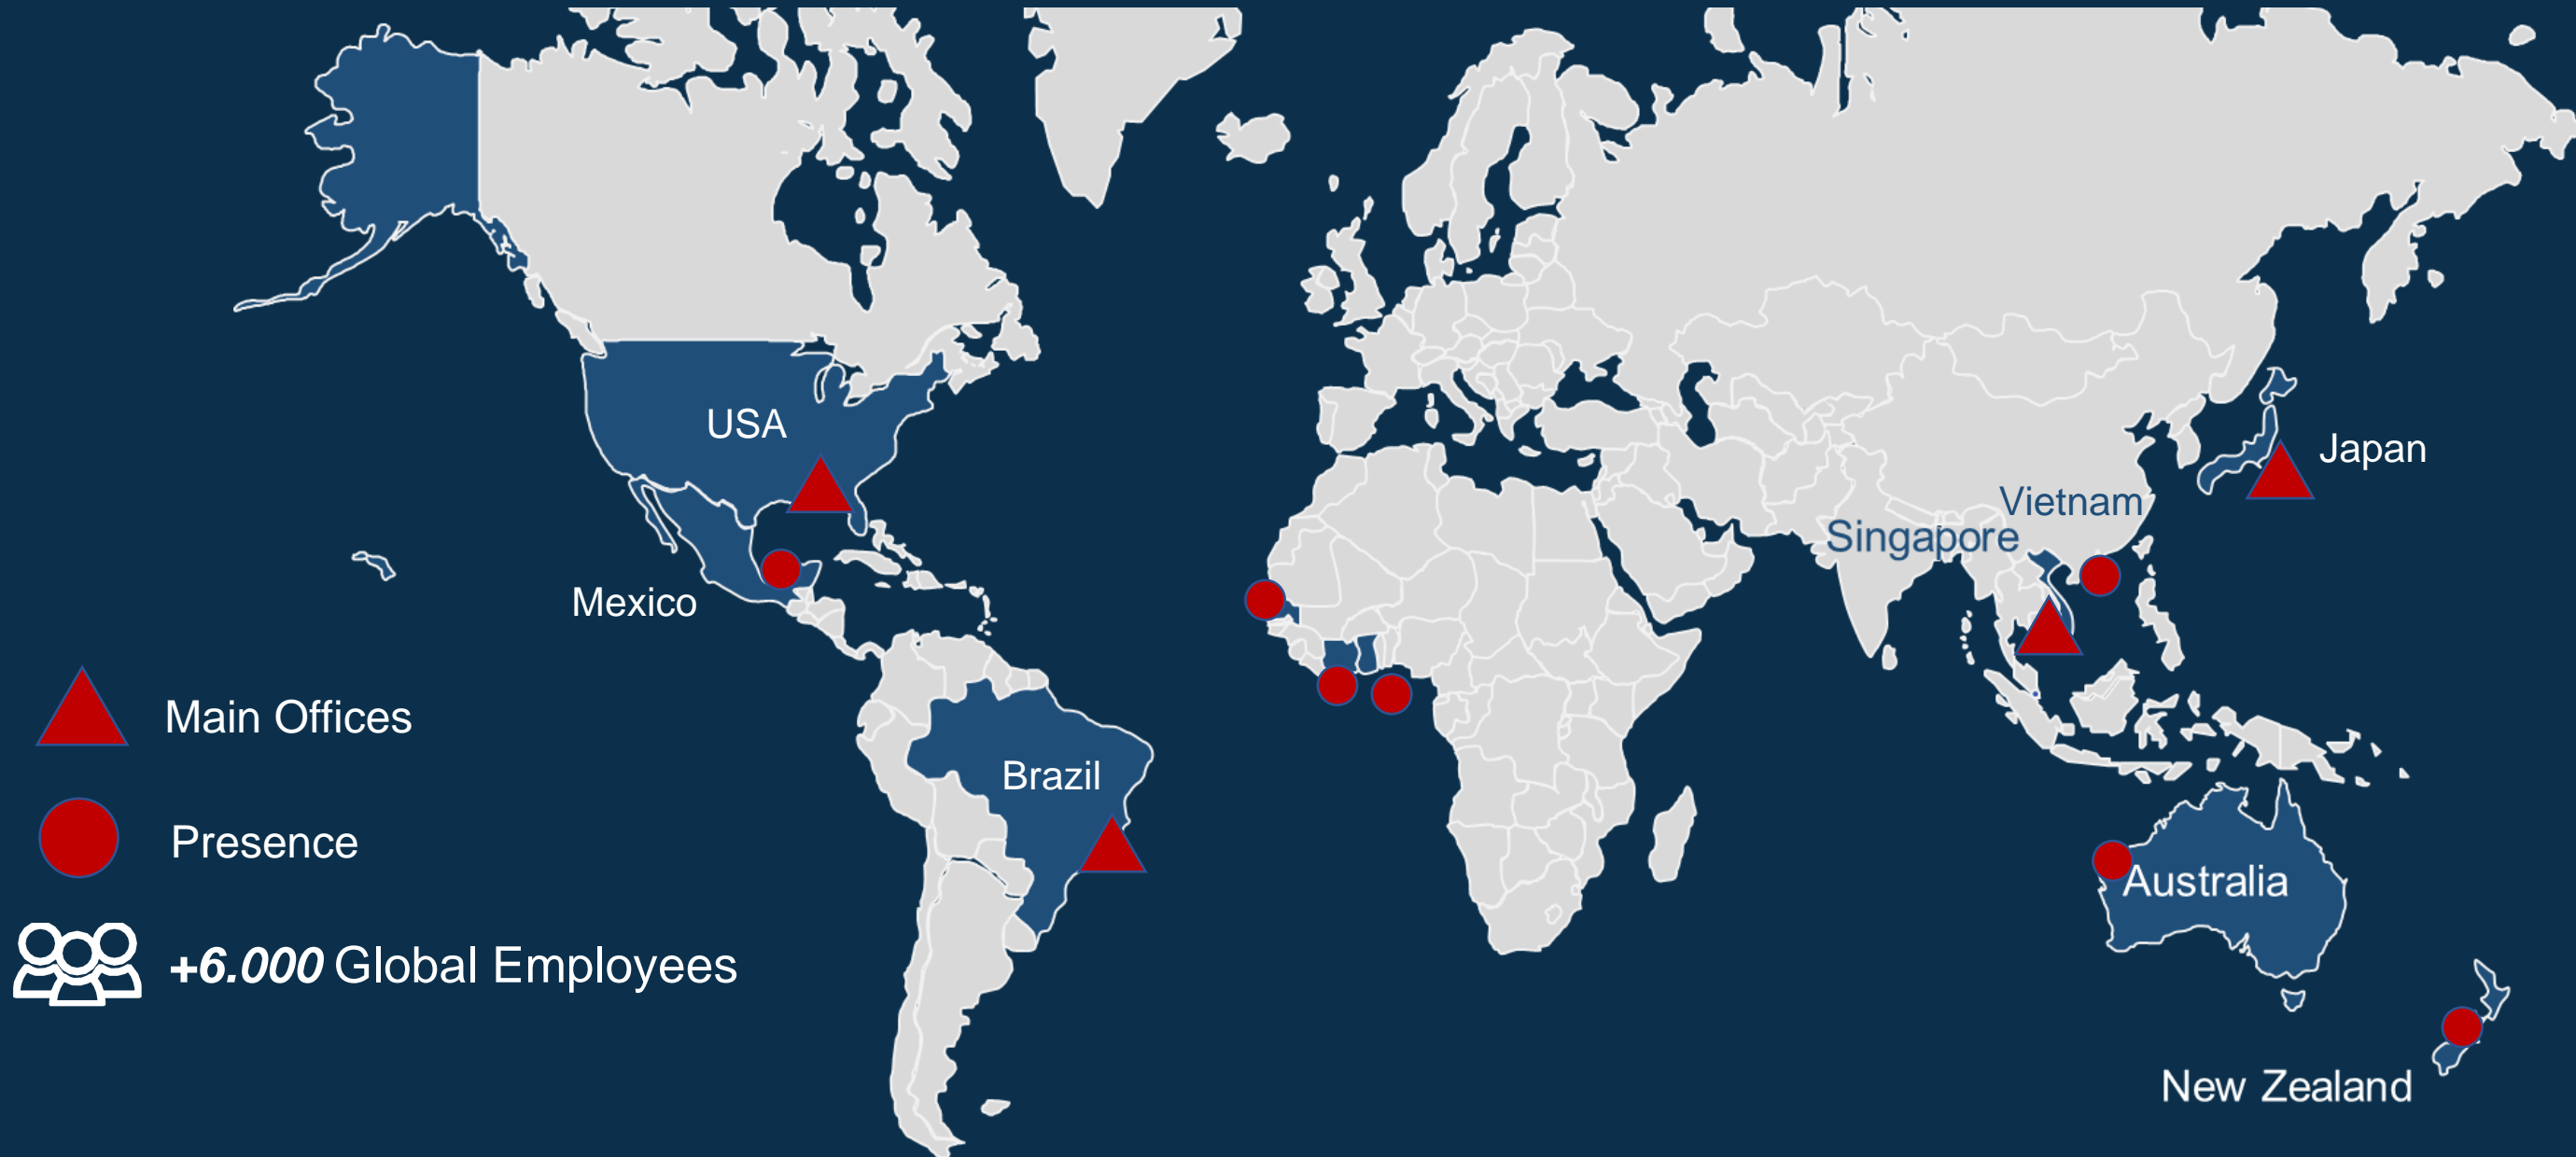 USA
Japan
Vietnam
Singapore
Mexico
Main Offices
Brazil
Presence
Australia
+6.000 Global Employees
New Zealand